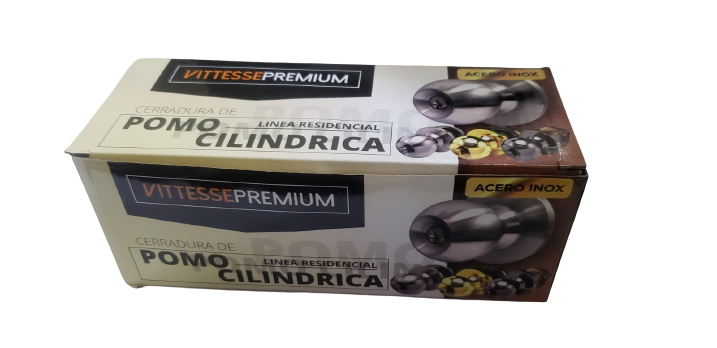 VITTESSEPREMIUM
ACERO INOX
CERRADURA DE
POMO LINEA RESIDENCIAL
CILINDRICA
VITTESSEPREMIUM
ACERO INOX
CERRADURA DE
POMO LINEA RESIDENCIAL
CILINDRICA